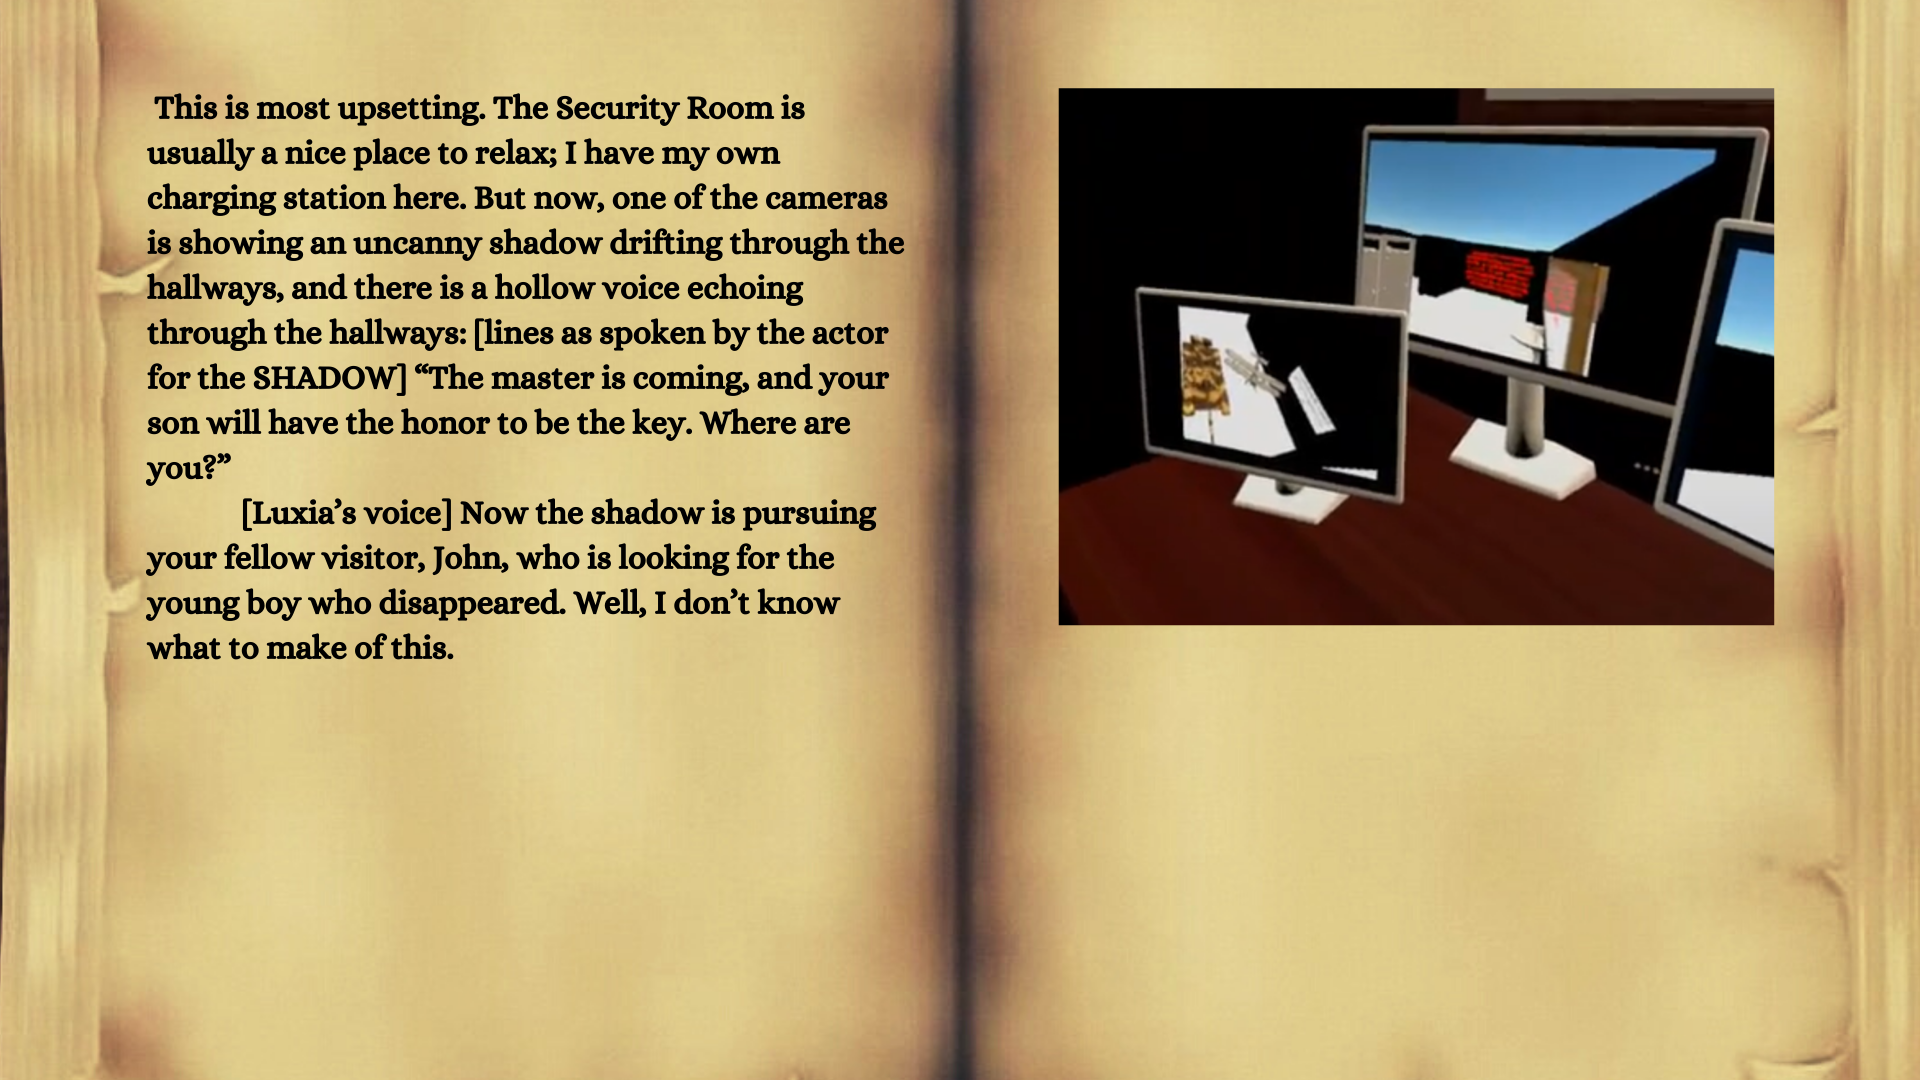 This is most upsetting. The Security Room is
usually a nice place to relax; I have my own
charging station here. But now, one of the cameras
is showing an uncanny shadow drifting through the
hallways, and there is a hollow voice echoing
through the hallways: [lines as spoken by the actor
for the SHADOW] “The master is coming, and your
son will have the honor to be the key. Where are
you?”
[Luxia’s voice] Now the shadow is pursuing
your fellow visitor, John, who is looking for the
young boy who disappeared. Well, I don’t know
what to make of this.